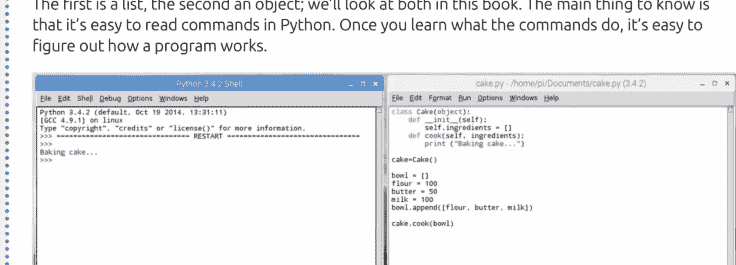 The first is a list, the second an object; we'll look at both in this book. The main thing to know is
that it's easy to read commands in Python. Once you learn what the commands do, it's easy to
figure out how a program works.
Python 3.4.2 Shell
File Edit Shell Debug Options Windows Help
Python 3.4.2 (default, Oct 19 2014, 13:31:11)
[GCC 4.9.1] on linux
Type "copyright", "credits" or "license()" for more information.
>>> ================================ RESTART ================================
>>>
Baking cake...
>>>
cake.py - /home/pi/Documents/cake.py (3.4.2)
File Edit Format Run Options Windows Help
class Cake(object):
    def __init__(self):
        self.ingredients = []
    def cook(self, ingredients):
        print ("Baking cake...")
cake=Cake()
bowl = []
flour = 100
butter = 50
milk = 100
bowl.append([flour, butter, milk])
cake.cook(bowl)